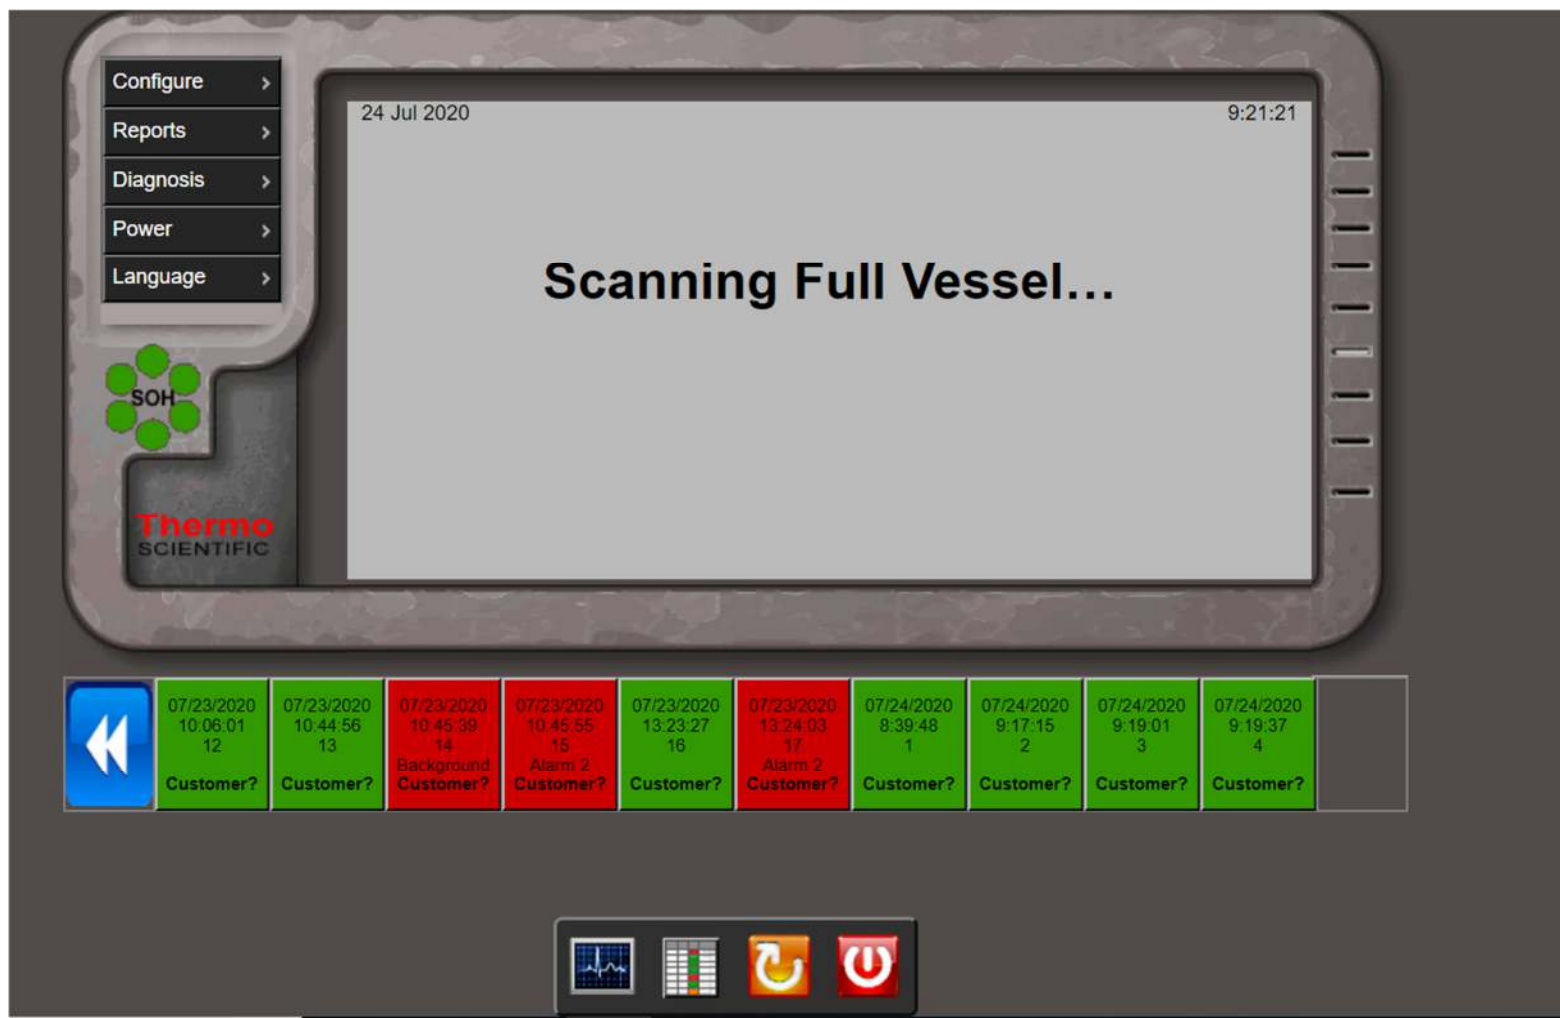 Configure
Reports
Diagnosis
Power
Language
24 Jul 2020
9:21:21
Scanning Full Vessel...
SOH
Thermo
SCIENTIFIC
07/23/2020
10:06:01
12
Customer?
07/23/2020
10:44:56
13
Customer?
07/23/2020
10:45:39
14
Background
Customer?
07/23/2020
10:45:55
15
Alarm 2
Customer?
07/23/2020
13:23:27
16
Customer?
07/23/2020
13:24:03
17
Alarm 2
Customer?
07/24/2020
8:39:48
1
Customer?
07/24/2020
9:17:15
2
Customer?
07/24/2020
9:19:01
3
Customer?
07/24/2020
9:19:37
4
Customer?